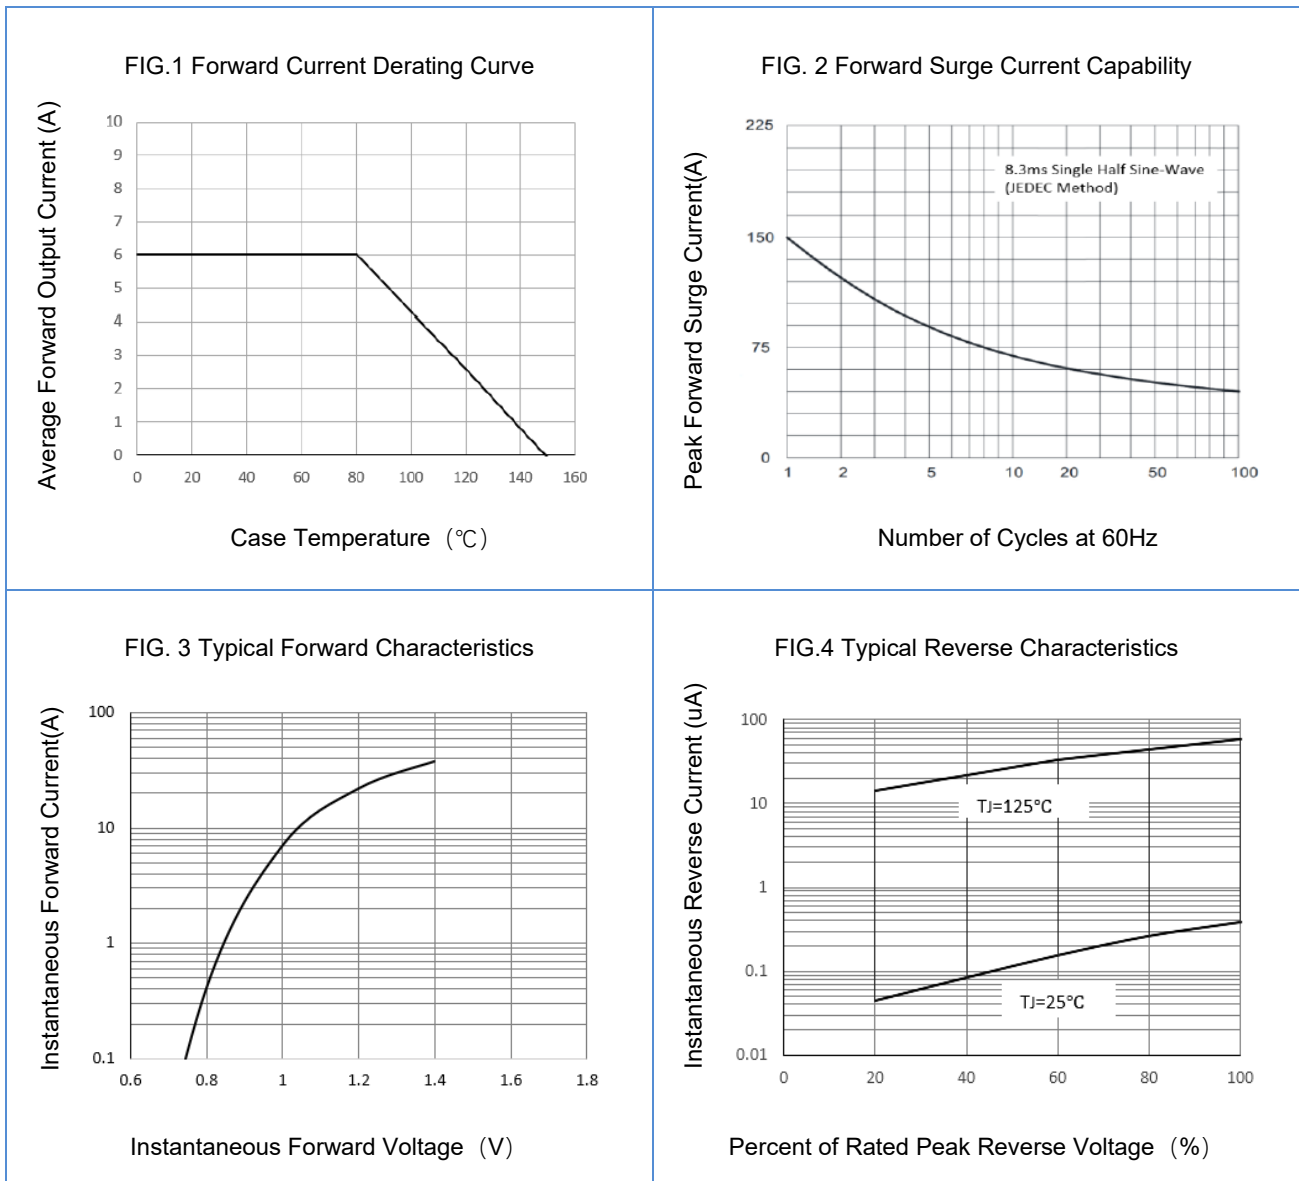 FIG.1 Forward Current Derating Curve
Average Forward Output Current (A)
10
9
8
7
6
5
4
3
2
1
0
0 20 40 60 80 100 120 140 160
Case Temperature（℃）
FIG. 2 Forward Surge Current Capability
Peak Forward Surge Current(A)
225
150
75
0
8.3ms Single Half Sine-Wave
(JEDEC Method)
1 2 5 10 20 50 100
Number of Cycles at 60Hz
FIG. 3 Typical Forward Characteristics
Instantaneous Forward Current(A)
100
10
1
0.1
0.6 0.8 1 1.2 1.4 1.6 1.8
Instantaneous Forward Voltage（V）
FIG.4 Typical Reverse Characteristics
Instantaneous Reverse Current (uA)
100
10
1
0.1
0.01
TJ=125°C
TJ=25°C
0 20 40 60 80 100
Percent of Rated Peak Reverse Voltage（%）